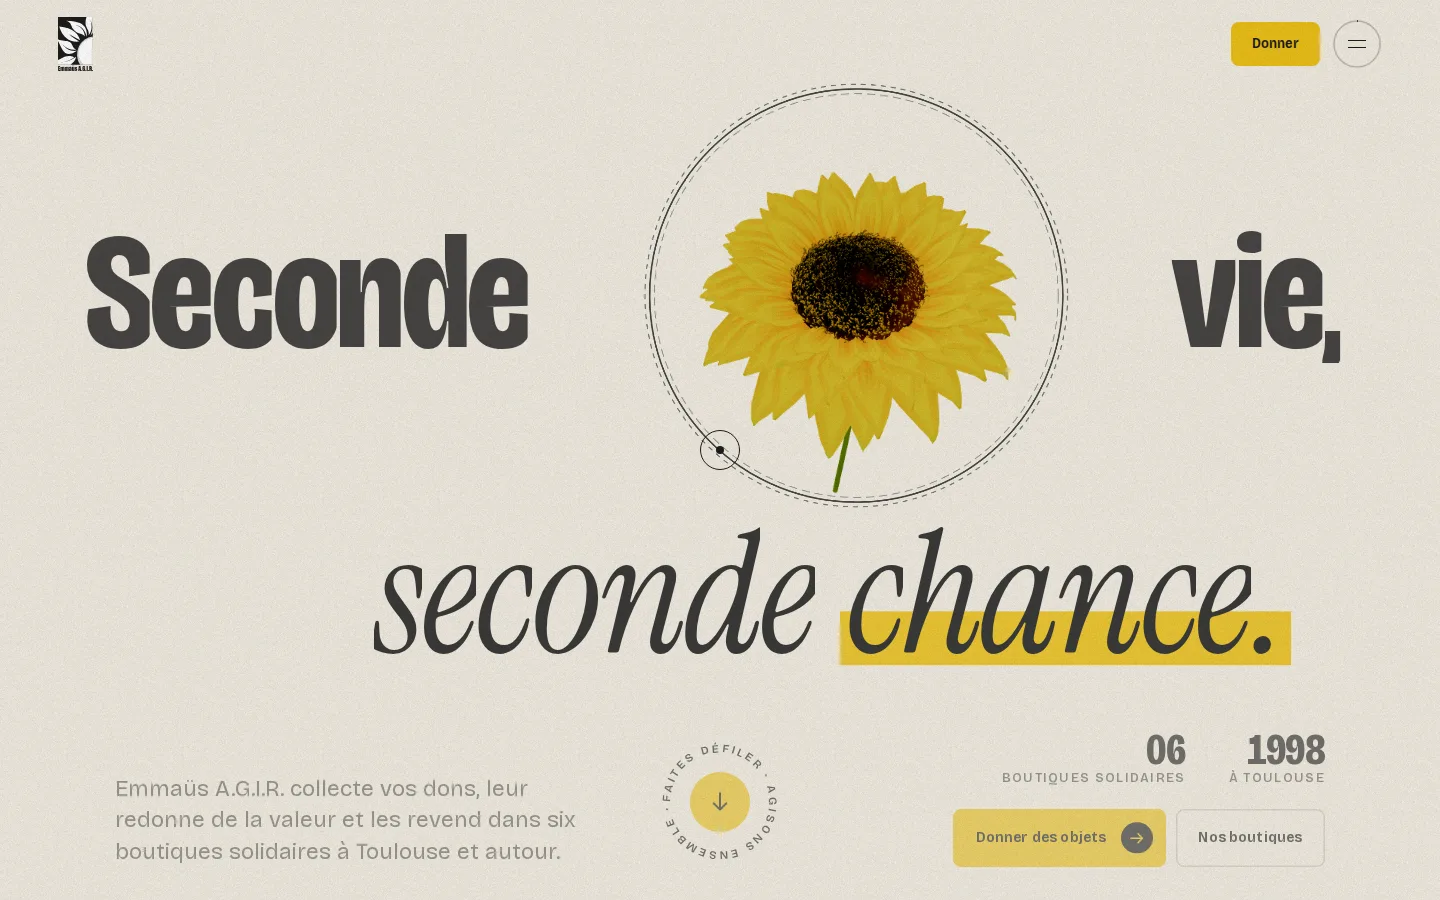 Emmaüs A.G.I.R.
Donner
Seconde vie,
seconde chance.
Emmaüs A.G.I.R. collecte vos dons, leur
redonne de la valeur et les revend dans six
boutiques solidaires à Toulouse et autour.
FAITES DÉFILER · AGISONS ENSEMBLE ·
06
BOUTIQUES SOLIDAIRES
1998
À TOULOUSE
Donner des objets
Nos boutiques